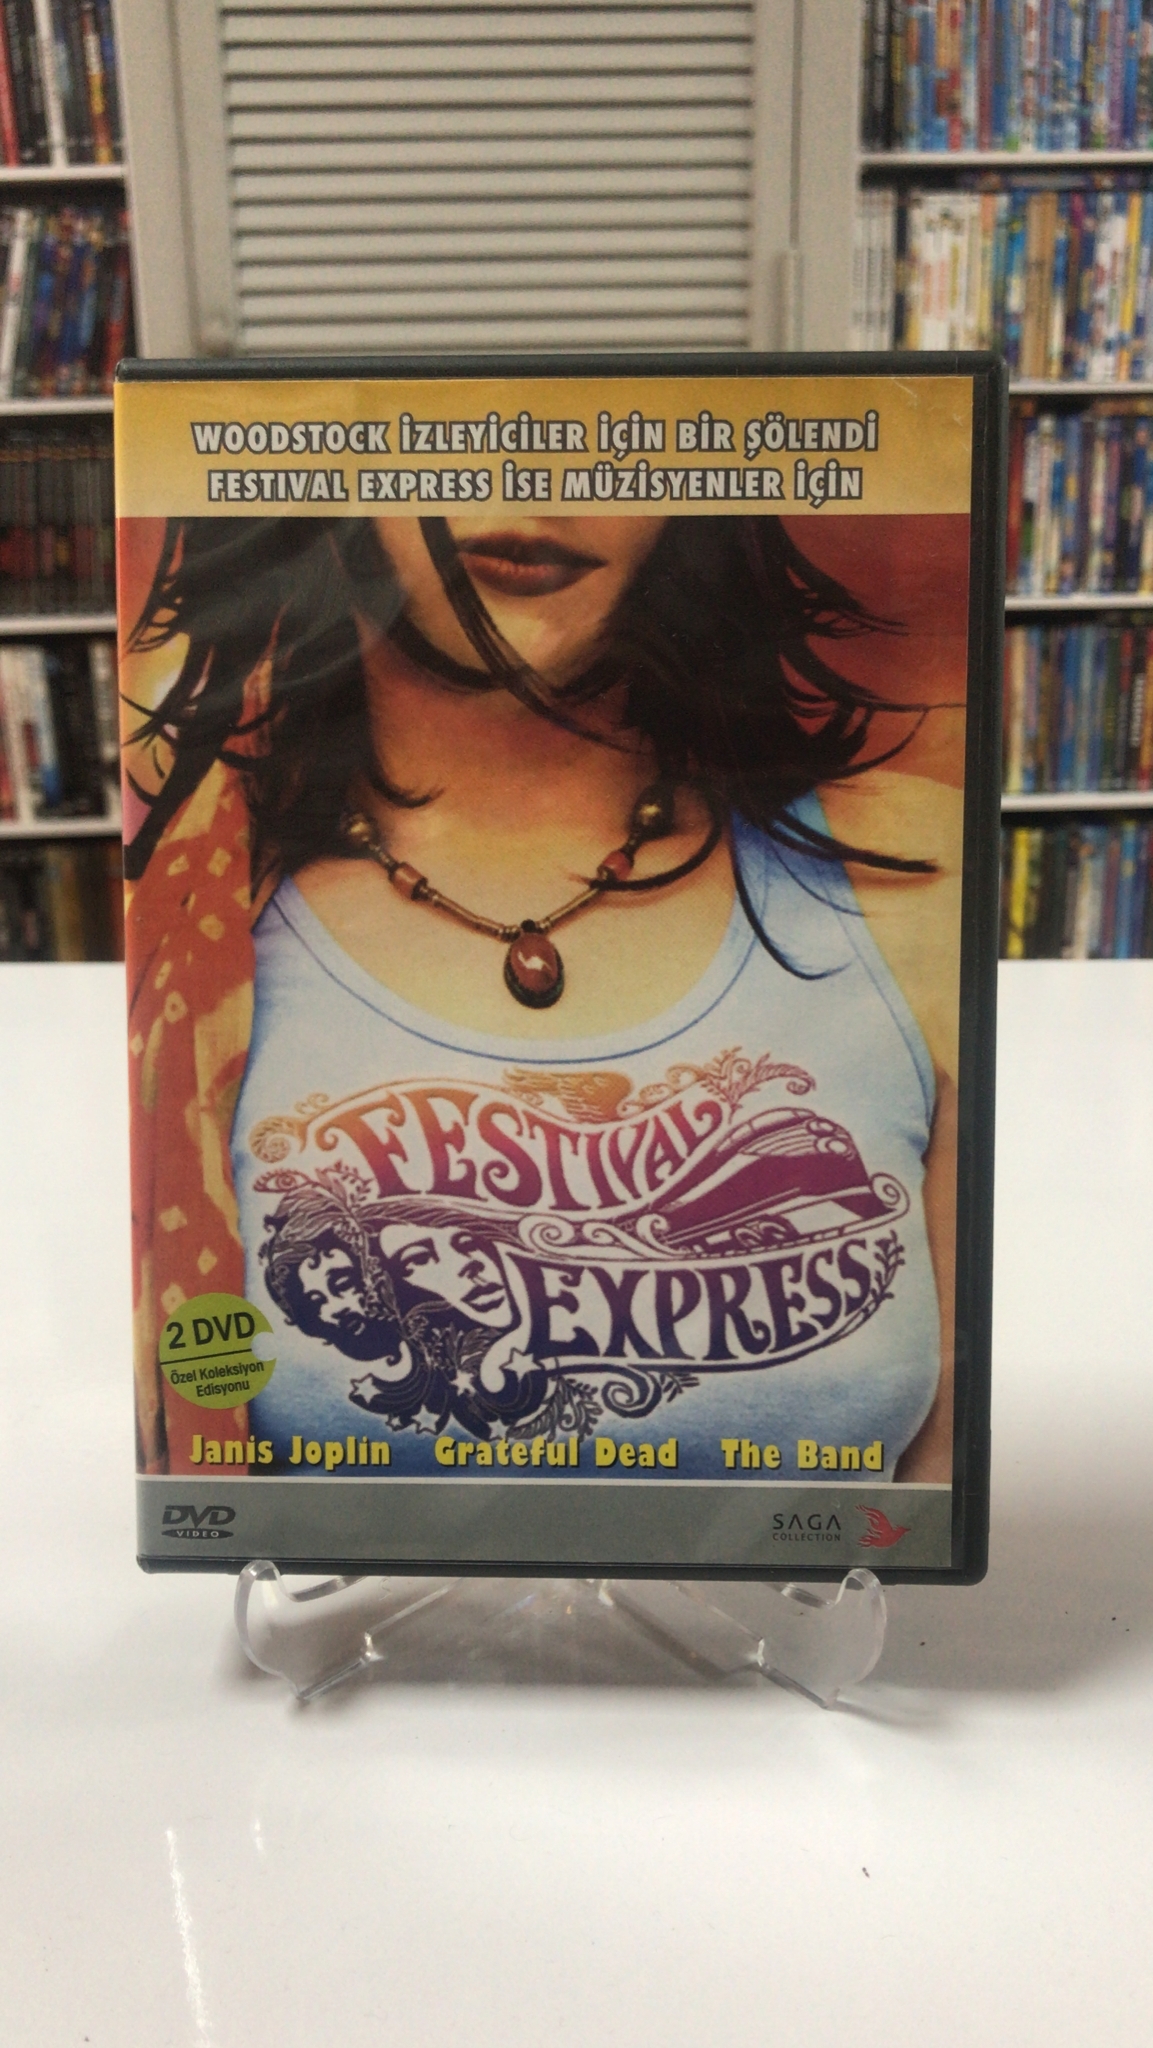 WOODSTOCK İZLEYİCİLER İÇİN BİR ŞÖLENDİ
FESTIVAL EXPRESS İSE MÜZİSYENLER İÇİN
FESTIVAL
EXPRESS
2 DVD
Özel Koleksiyon
Edisyonu
Janis Joplin Grateful Dead The Band
DVD
VIDEO
SAGA
COLLECTION